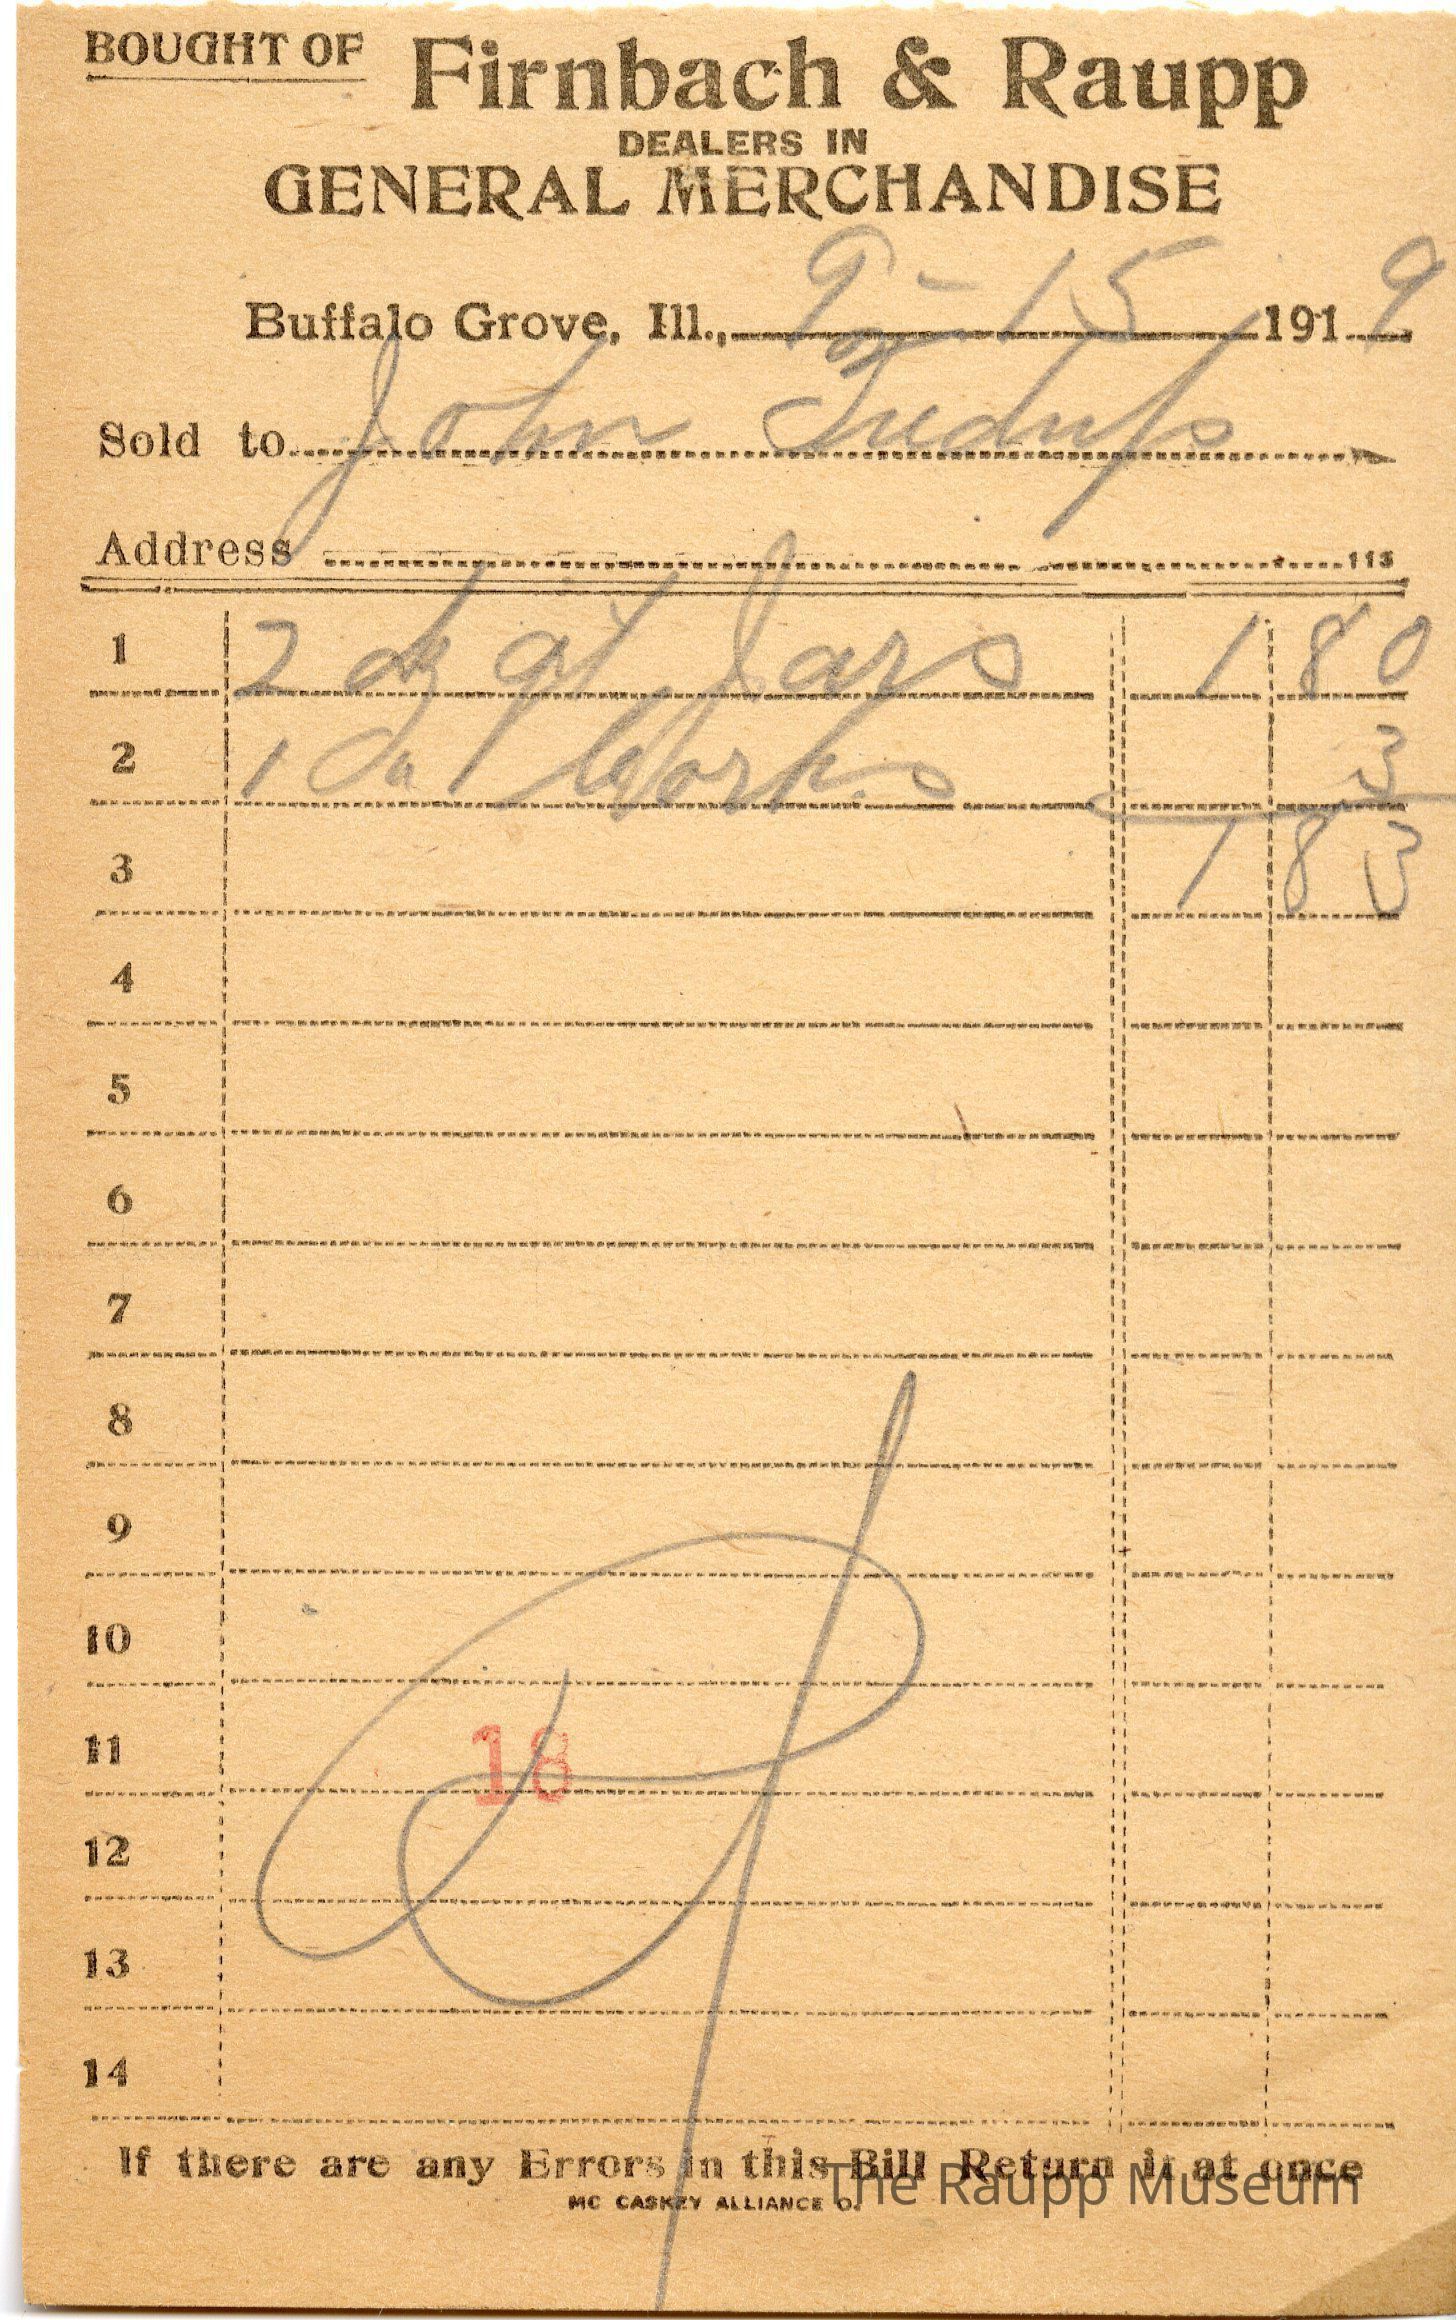 BOUGHT OF Firnbach & Raupp
DEALERS IN
GENERAL MERCHANDISE
Buffalo Grove, Ill., 9-15 1919
Sold to John
Address 113
1 2 dz qt Jars 1 80
2 1 3
3 1 83
4
5
6
7
8
9
10
11
18
12
13
14
If there are any Errors in this Bill Return it at once
MC CASKEY ALLIANCE O.
The Raupp Museum